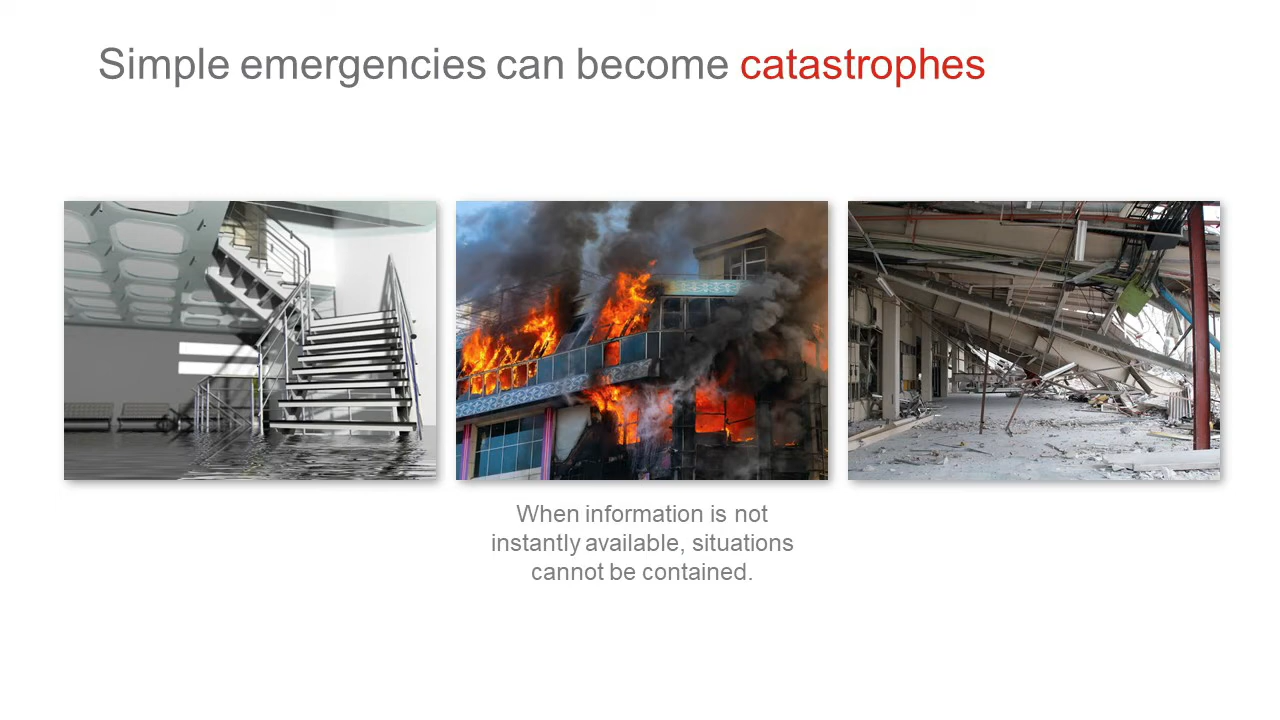 Simple emergencies can become catastrophes
When information is not
instantly available, situations
cannot be contained.